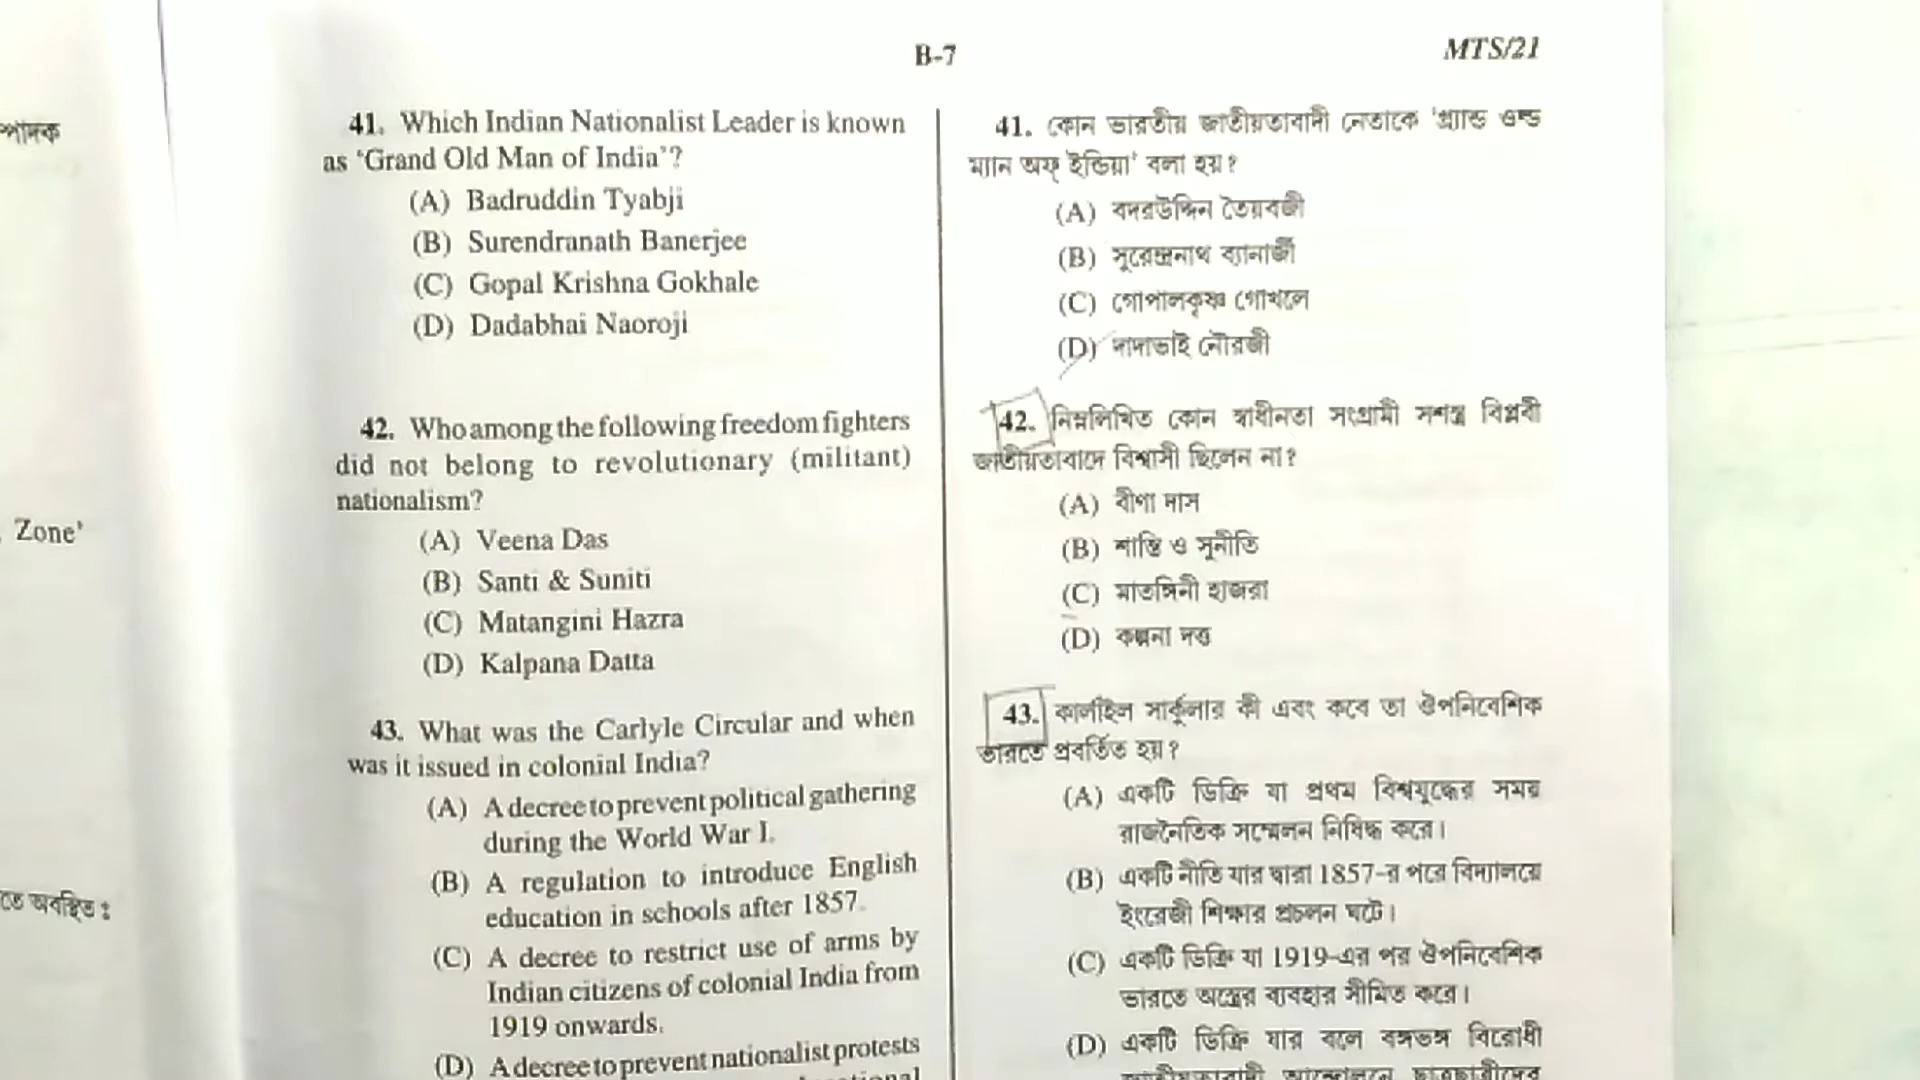 B-7
MTS/21
41. Which Indian Nationalist Leader is known
as ‘Grand Old Man of India’?
(A) Badruddin Tyabji
(B) Surendranath Banerjee
(C) Gopal Krishna Gokhale
(D) Dadabhai Naoroji
42. Who among the following freedom fighters
did not belong to revolutionary (militant)
nationalism?
(A) Veena Das
(B) Santi & Suniti
(C) Matangini Hazra
(D) Kalpana Datta
43. What was the Carlyle Circular and when
was it issued in colonial India?
(A) A decree to prevent political gathering
during the World War I.
(B) A regulation to introduce English
education in schools after 1857.
(C) A decree to restrict use of arms by
Indian citizens of colonial India from
1919 onwards.
(D) A decree to prevent nationalist protests
41. কোন ভারতীয় জাতীয়তাবাদী নেতাকে ‘গ্র্যান্ড ওল্ড
ম্যান অফ্ ইন্ডিয়া’ বলা হয়?
(A) বদরউদ্দিন তৈয়বজী
(B) সুরেন্দ্রনাথ ব্যানার্জী
(C) গোপালকৃষ্ণ গোখলে
(D) দাদাভাই নৌরজী
42. নিম্নলিখিত কোন স্বাধীনতা সংগ্রামী সশস্ত্র বিপ্লবী
জাতীয়তাবাদে বিশ্বাসী ছিলেন না?
(A) বীণা দাস
(B) শান্তি ও সুনীতি
(C) মাতঙ্গিনী হাজরা
(D) কল্পনা দত্ত
43. কার্লাইল সার্কুলার কী এবং কবে তা ঔপনিবেশিক
ভারতে প্রবর্তিত হয়?
(A) একটি ডিক্রি যা প্রথম বিশ্বযুদ্ধের সময়
রাজনৈতিক সম্মেলন নিষিদ্ধ করে।
(B) একটি নীতি যার দ্বারা 1857-র পরে বিদ্যালয়ে
ইংরেজী শিক্ষার প্রচলন ঘটে।
(C) একটি ডিক্রি যা 1919-এর পর ঔপনিবেশিক
ভারতে অস্ত্রের ব্যবহার সীমিত করে।
(D) একটি ডিক্রি যার বলে বঙ্গভঙ্গ বিরোধী
Zone’
তে অবস্থিত :